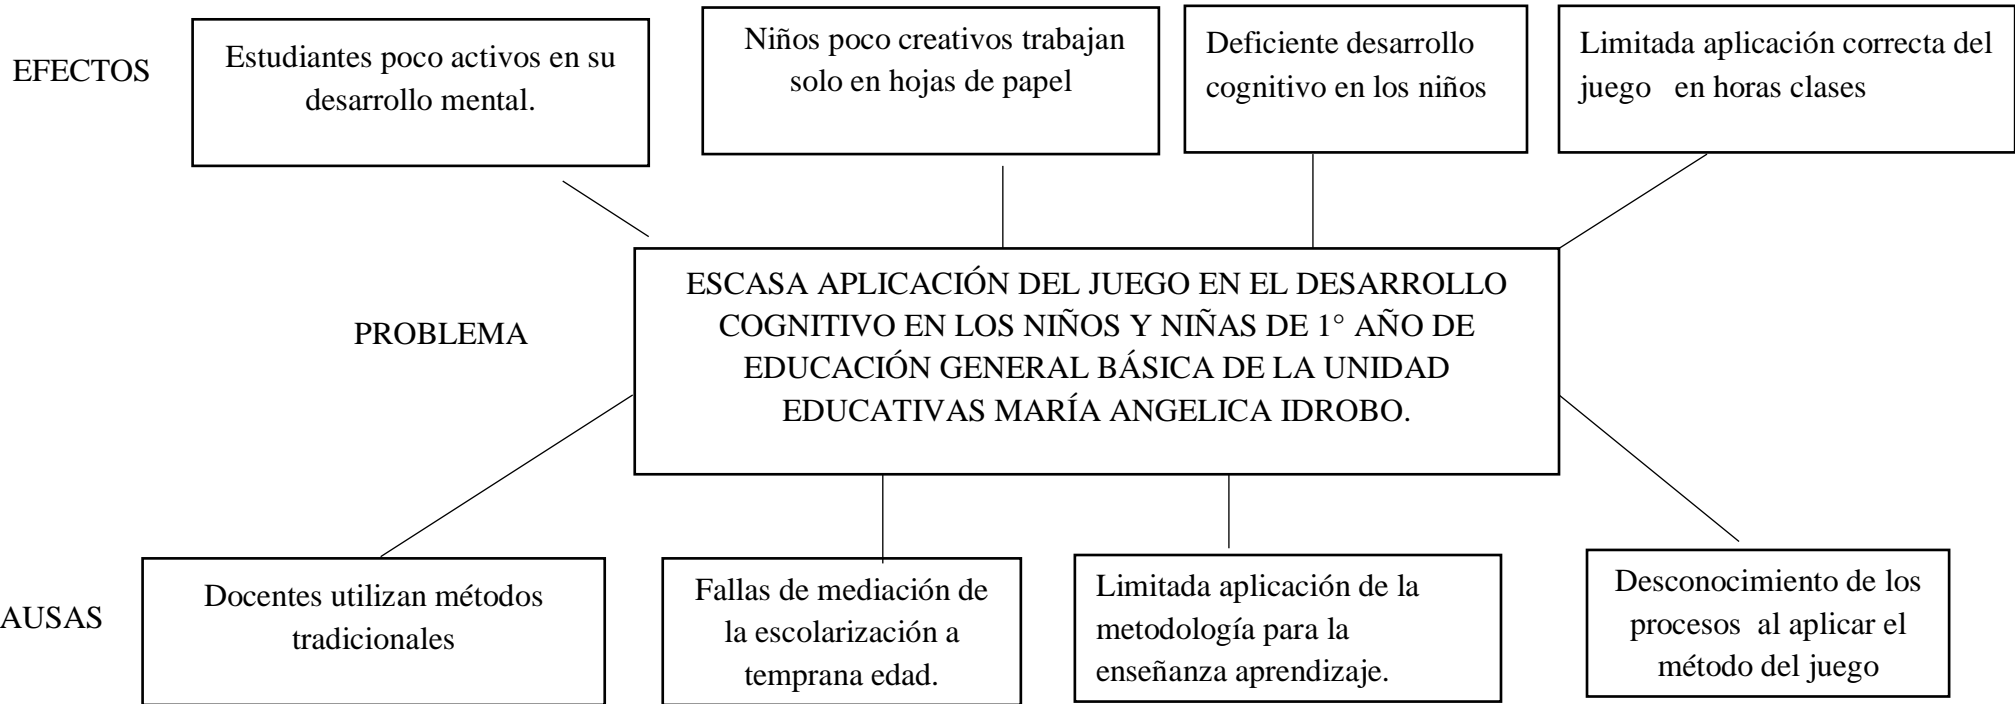 EFECTOS
Estudiantes poco activos en su
desarrollo mental.
Niños poco creativos trabajan
solo en hojas de papel
Deficiente desarrollo
cognitivo en los niños
Limitada aplicación correcta del
juego en horas clases
PROBLEMA
ESCASA APLICACIÓN DEL JUEGO EN EL DESARROLLO
COGNITIVO EN LOS NIÑOS Y NIÑAS DE 1° AÑO DE
EDUCACIÓN GENERAL BÁSICA DE LA UNIDAD
EDUCATIVAS MARÍA ANGELICA IDROBO.
AUSAS
Docentes utilizan métodos
tradicionales
Fallas de mediación de
la escolarización a
temprana edad.
Limitada aplicación de la
metodología para la
enseñanza aprendizaje.
Desconocimiento de los
procesos al aplicar el
método del juego